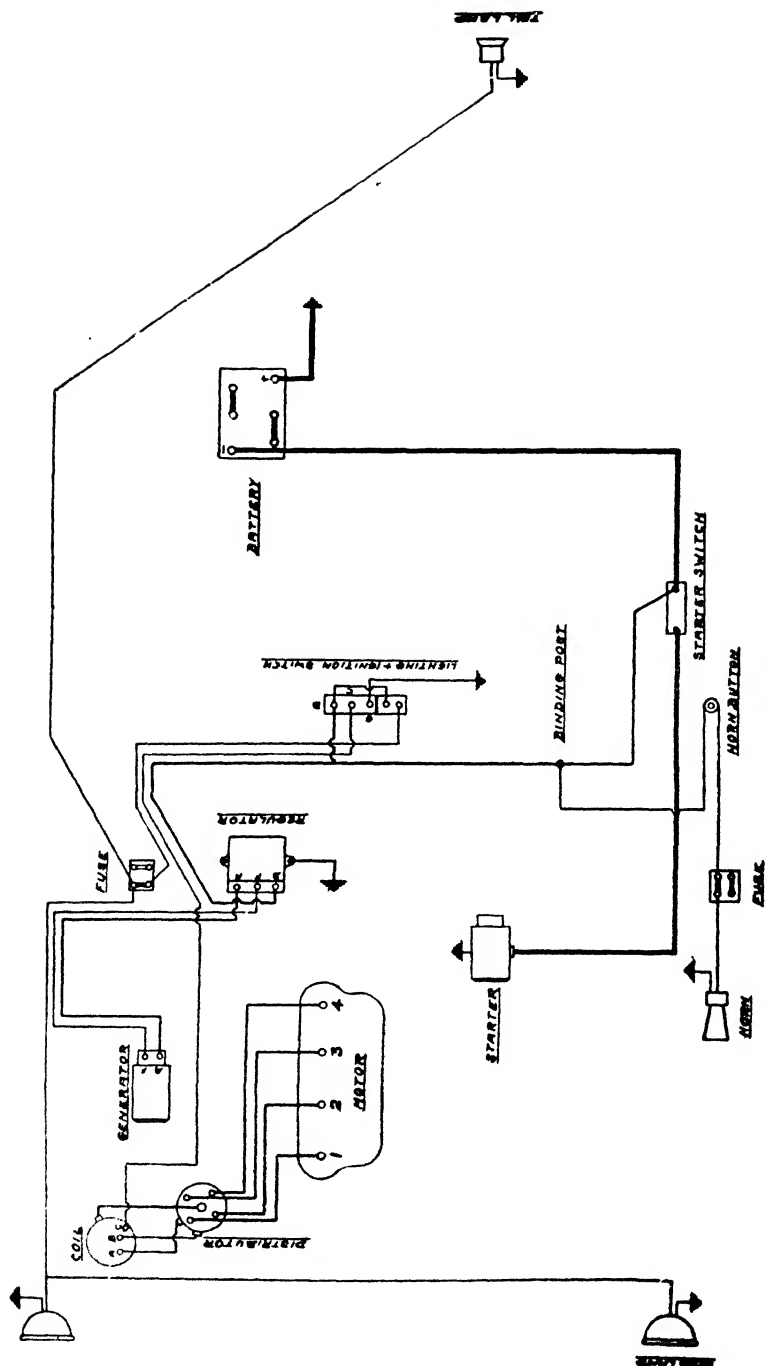 TAIL LAMP
BATTERY
STARTER SWITCH
LIGHTING & IGNITION SWITCH
BINDING POST
HORN BUTTON
REGULATOR
FUSE
FUSE
STARTER
HORN
GENERATOR
MOTOR
1
2
3
4
COIL
A
B
C
DISTRIBUTOR